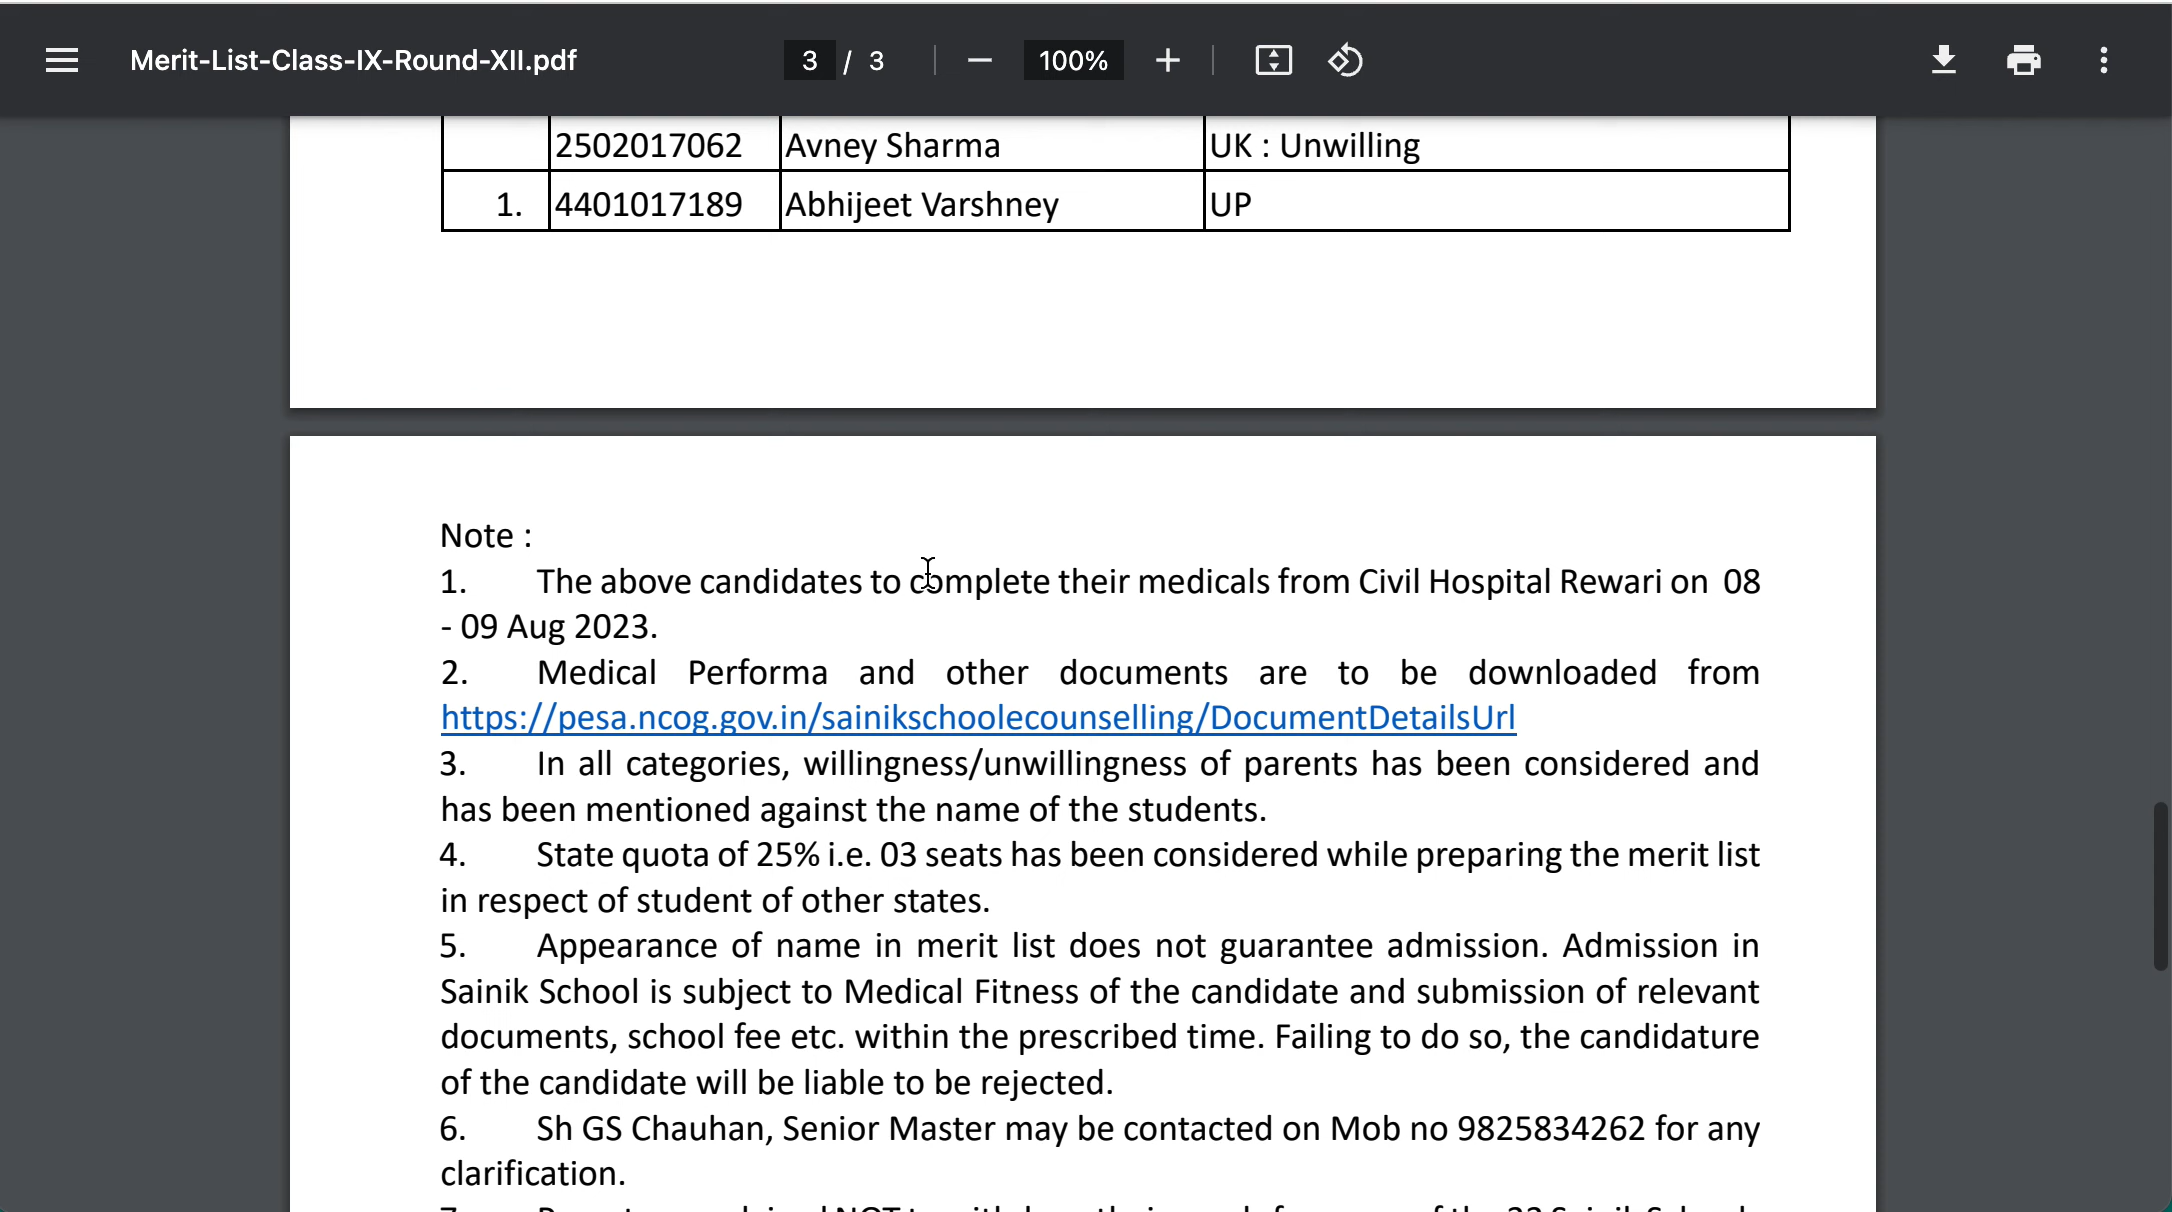 Merit-List-Class-IX-Round-XII.pdf 3 / 3 100%
2502017062 Avney Sharma UK : Unwilling
1. 4401017189 Abhijeet Varshney UP
Note :
1. The above candidates to complete their medicals from Civil Hospital Rewari on 08
- 09 Aug 2023.
2. Medical Performa and other documents are to be downloaded from
https://pesa.ncog.gov.in/sainikschoolecounselling/DocumentDetailsUrl
3. In all categories, willingness/unwillingness of parents has been considered and
has been mentioned against the name of the students.
4. State quota of 25% i.e. 03 seats has been considered while preparing the merit list
in respect of student of other states.
5. Appearance of name in merit list does not guarantee admission. Admission in
Sainik School is subject to Medical Fitness of the candidate and submission of relevant
documents, school fee etc. within the prescribed time. Failing to do so, the candidature
of the candidate will be liable to be rejected.
6. Sh GS Chauhan, Senior Master may be contacted on Mob no 9825834262 for any
clarification.